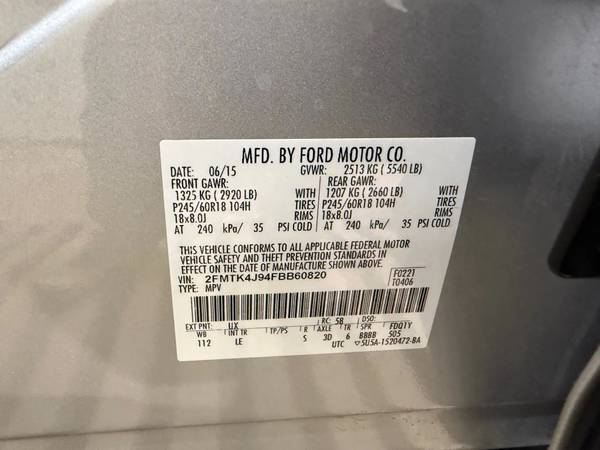 MFD. BY FORD MOTOR CO.
DATE: 06/15 GVWR: 2513 KG ( 5540 LB)
FRONT GAWR: REAR GAWR:
1325 KG ( 2920 LB) WITH 1207 KG ( 2660 LB) WITH
P245/60R18 104H TIRES P245/60R18 104H TIRES
18x8.0J RIMS 18x8.0J RIMS
AT 240 kPa/ 35 PSI COLD AT 240 kPa/ 35 PSI COLD
THIS VEHICLE CONFORMS TO ALL APPLICABLE FEDERAL MOTOR
VEHICLE SAFETY AND THEFT PREVENTION STANDARDS IN
EFFECT ON THE DATE OF MANUFACTURE SHOWN ABOVE.
VIN: 2FMTK4J94FBB60820 F0221
TYPE: MPV T0406
EXT PNT: UX RC: 58
WB INT TR TP/PS R AXLE TR SPR FDQTY
112 LE S 3D 6 BBBB 505
UTC 5U5A-1520472-BA